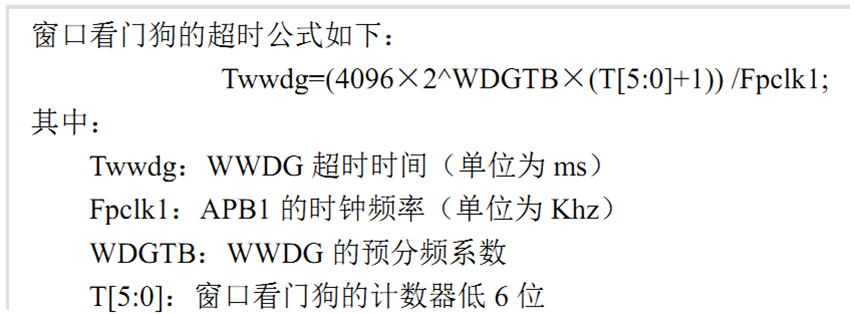 窗口看门狗的超时公式如下：
Twwdg=(4096×2^WDGTB×(T[5:0]+1)) /Fpclk1;
其中：
Twwdg：WWDG 超时时间（单位为 ms）
Fpclk1：APB1 的时钟频率（单位为 Khz）
WDGTB：WWDG 的预分频系数
T[5:0]：窗口看门狗的计数器低 6 位